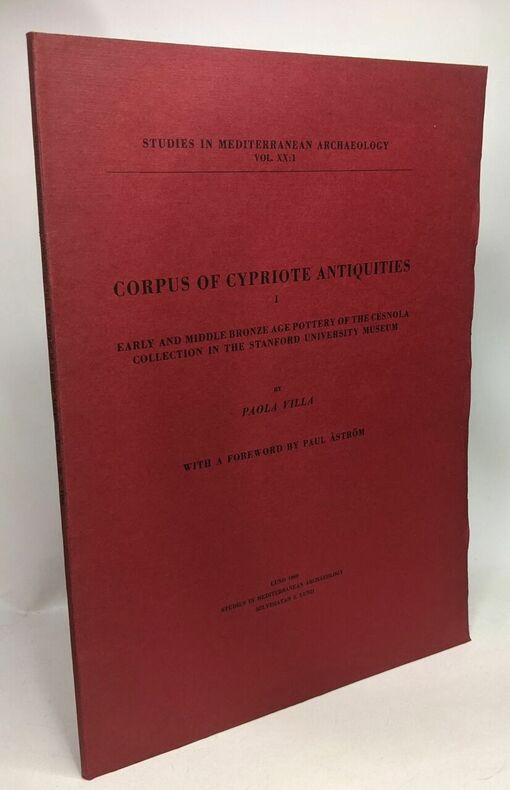 STUDIES IN MEDITERRANEAN ARCHAEOLOGY
VOL. XX:1
CORPUS OF CYPRIOTE ANTIQUITIES
1
EARLY AND MIDDLE BRONZE AGE POTTERY OF THE CESNOLA
COLLECTION IN THE STANFORD UNIVERSITY MUSEUM
BY
PAOLA VILLA
WITH A FOREWORD BY PAUL ÅSTRÖM
LUND 1969
STUDIES IN MEDITERRANEAN ARCHAEOLOGY
LUND